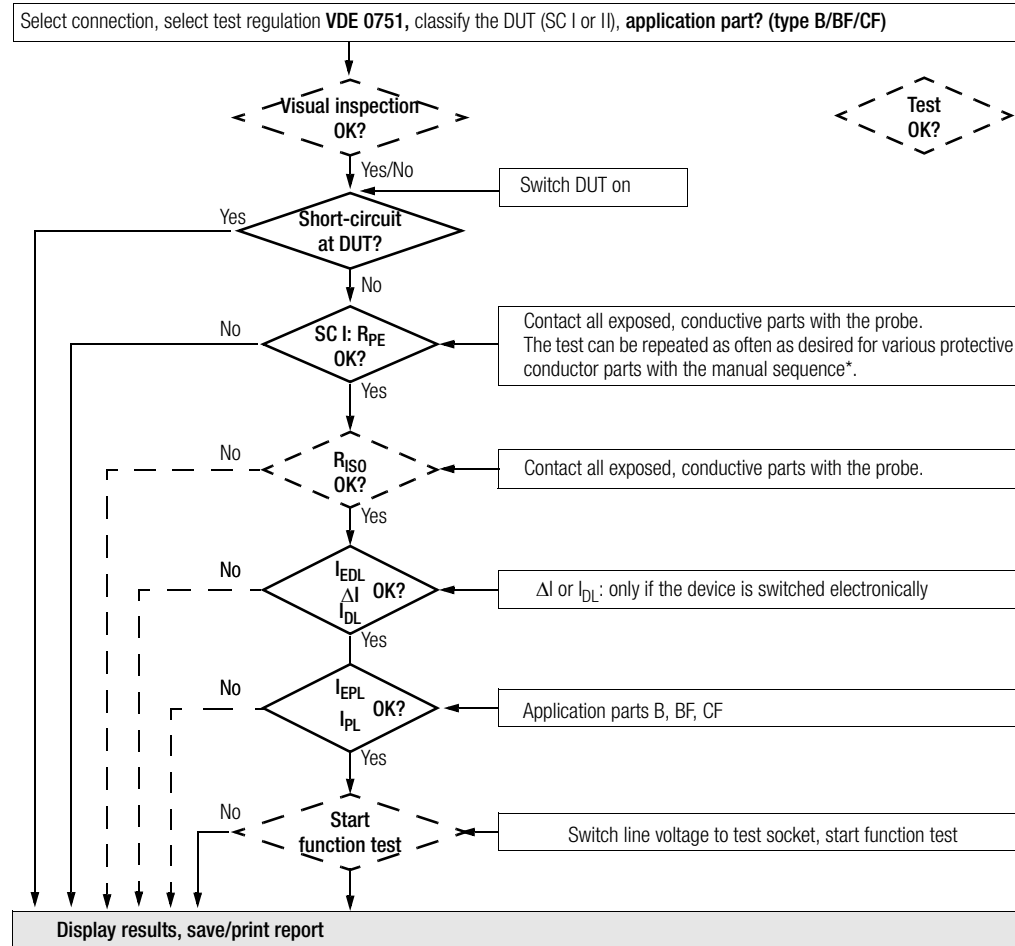 Select connection, select test regulation VDE 0751, classify the DUT (SC I or II), application part? (type B/BF/CF)
Visual inspection
OK?
Test
OK?
Yes/No
Switch DUT on
Yes
Short-circuit
at DUT?
No
No
SC I: RPE
OK?
Contact all exposed, conductive parts with the probe.
The test can be repeated as often as desired for various protective
conductor parts with the manual sequence*.
Yes
No
RISO
OK?
Contact all exposed, conductive parts with the probe.
Yes
No
IEDL
ΔI OK?
IDL
ΔI or IDL: only if the device is switched electronically
Yes
No
IEPL
OK?
IPL
Application parts B, BF, CF
Yes
No
Start
function test
Switch line voltage to test socket, start function test
Display results, save/print report